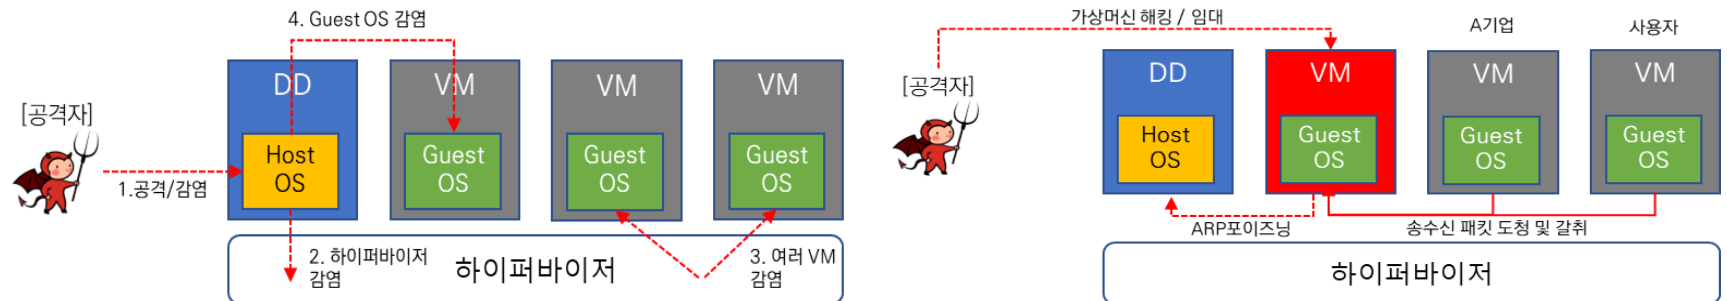 4. Guest OS 감염
DD
VM
VM
VM
[공격자]
Host
OS
Guest
OS
Guest
OS
Guest
OS
1.공격/감염
2. 하이퍼바이저
감염
하이퍼바이저
3. 여러 VM
감염
가상머신 해킹 / 임대
A기업
사용자
DD
VM
VM
VM
[공격자]
Host
OS
Guest
OS
Guest
OS
Guest
OS
ARP포이즈닝
송수신 패킷 도청 및 갈취
하이퍼바이저